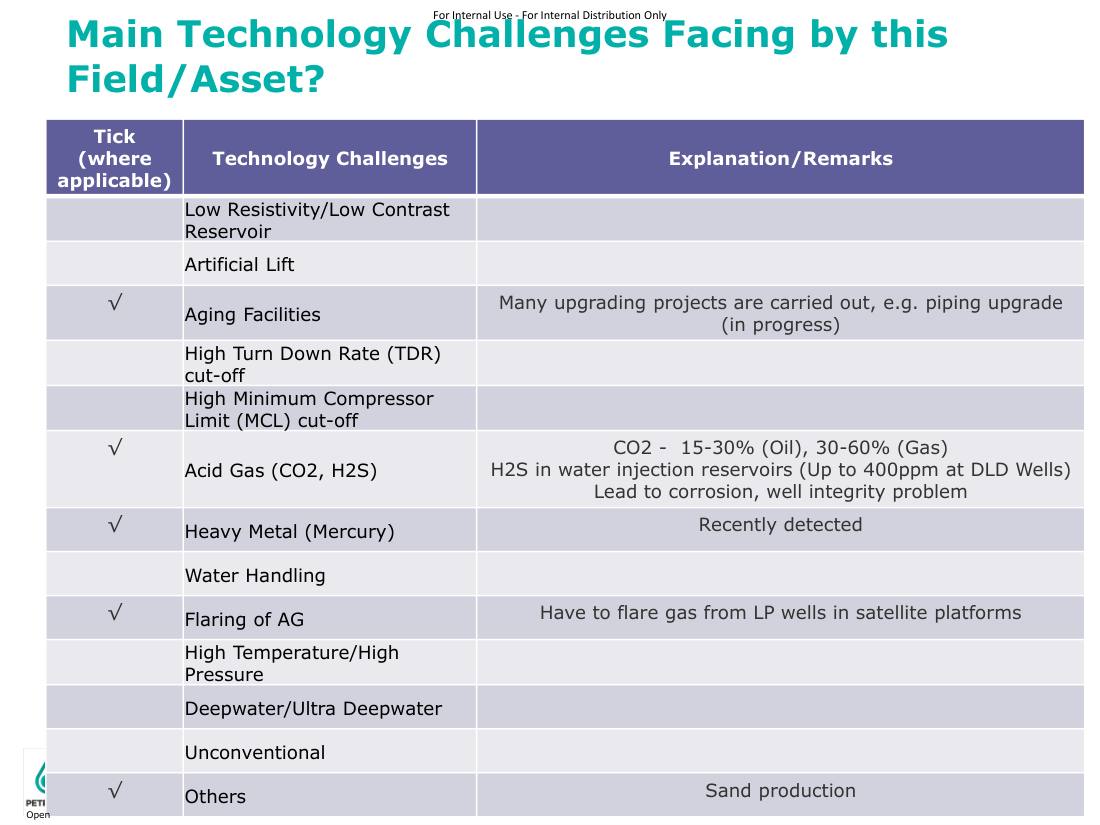 For Internal Use - For Internal Distribution Only
Main Technology Challenges Facing by this
Field/Asset?
Tick
(where
applicable)
Technology Challenges
Explanation/Remarks
Low Resistivity/Low Contrast
Reservoir
Artificial Lift
√
Aging Facilities
Many upgrading projects are carried out, e.g. piping upgrade
(in progress)
High Turn Down Rate (TDR)
cut-off
High Minimum Compressor
Limit (MCL) cut-off
√
Acid Gas (CO2, H2S)
CO2 -  15-30% (Oil), 30-60% (Gas)
H2S in water injection reservoirs (Up to 400ppm at DLD Wells)
Lead to corrosion, well integrity problem
√
Heavy Metal (Mercury)
Recently detected
Water Handling
√
Flaring of AG
Have to flare gas from LP wells in satellite platforms
High Temperature/High
Pressure
Deepwater/Ultra Deepwater
Unconventional
√
Others
Sand production
PETI
Open